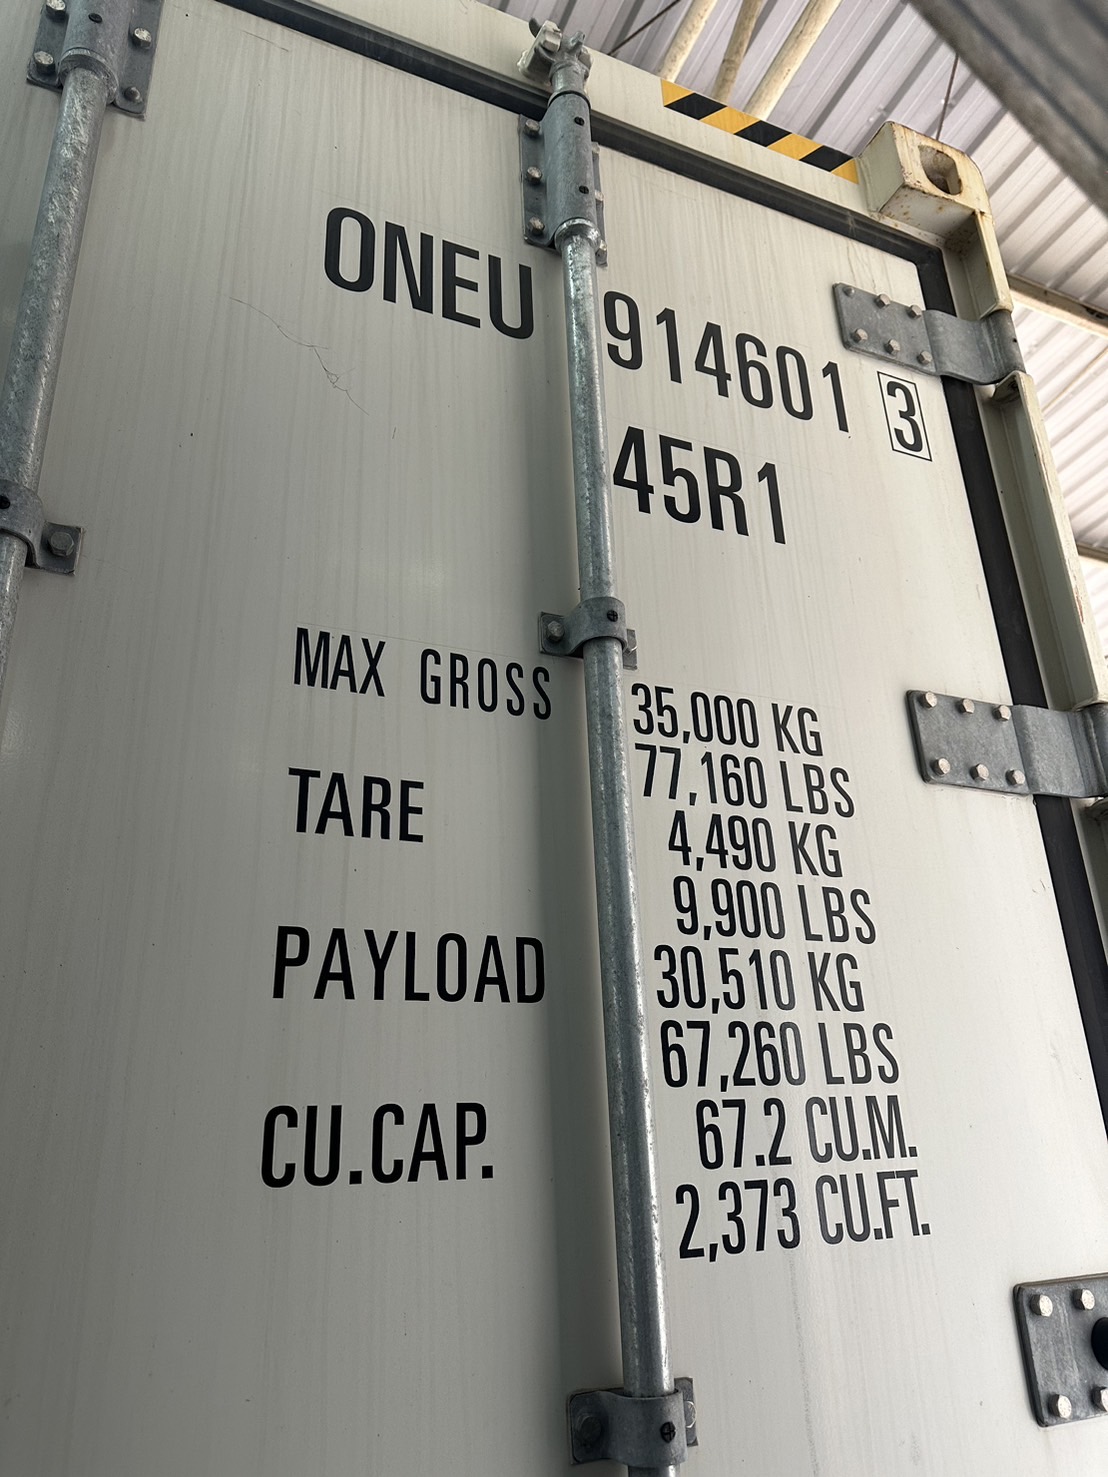 ONEU 914601 3
45R1
MAX GROSS 35,000 KG
77,160 LBS
TARE 4,490 KG
9,900 LBS
PAYLOAD 30,510 KG
67,260 LBS
CU.CAP. 67.2 CU.M.
2,373 CU.FT.